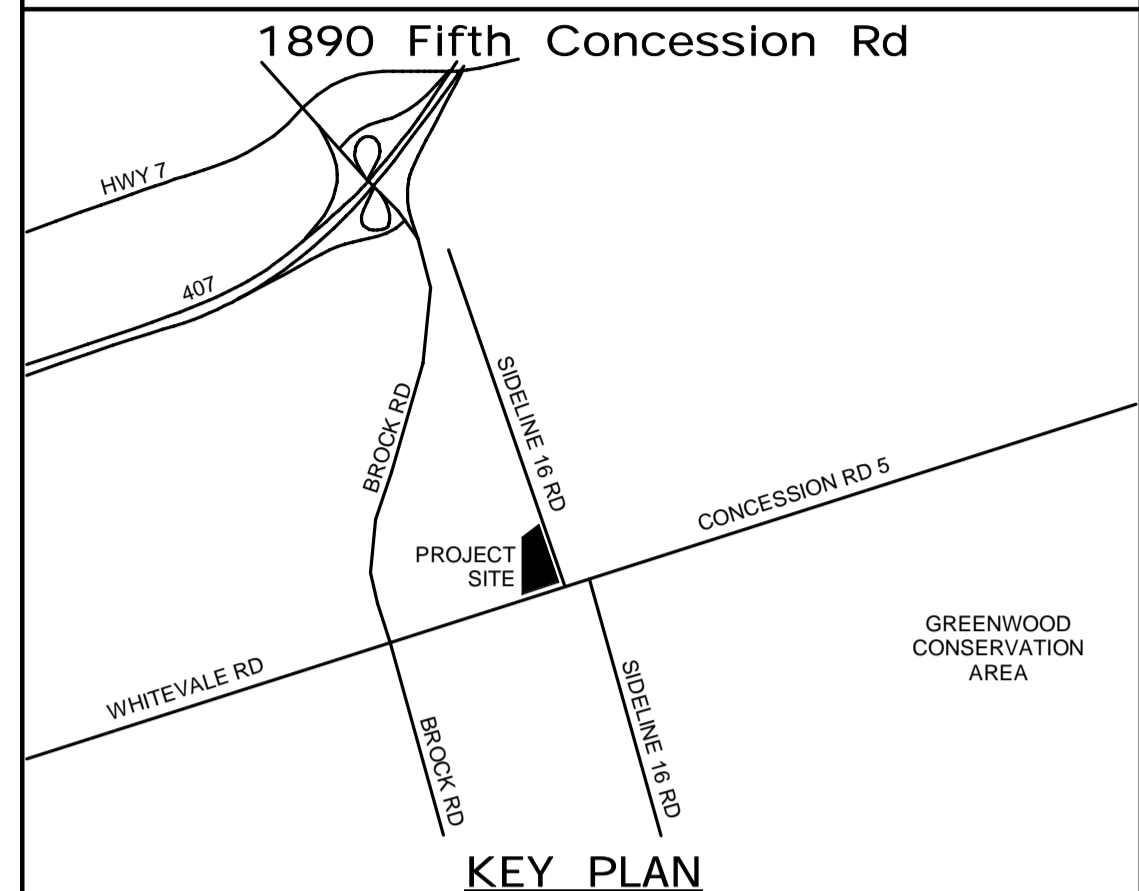 1890 Fifth Concession Rd
HWY 7
407
SIDELINE 16 RD
BROCK RD
CONCESSION RD 5
PROJECT
SITE
GREENWOOD
CONSERVATION
AREA
WHITEVALE RD
SIDELINE 16 RD
BROCK RD
KEY PLAN